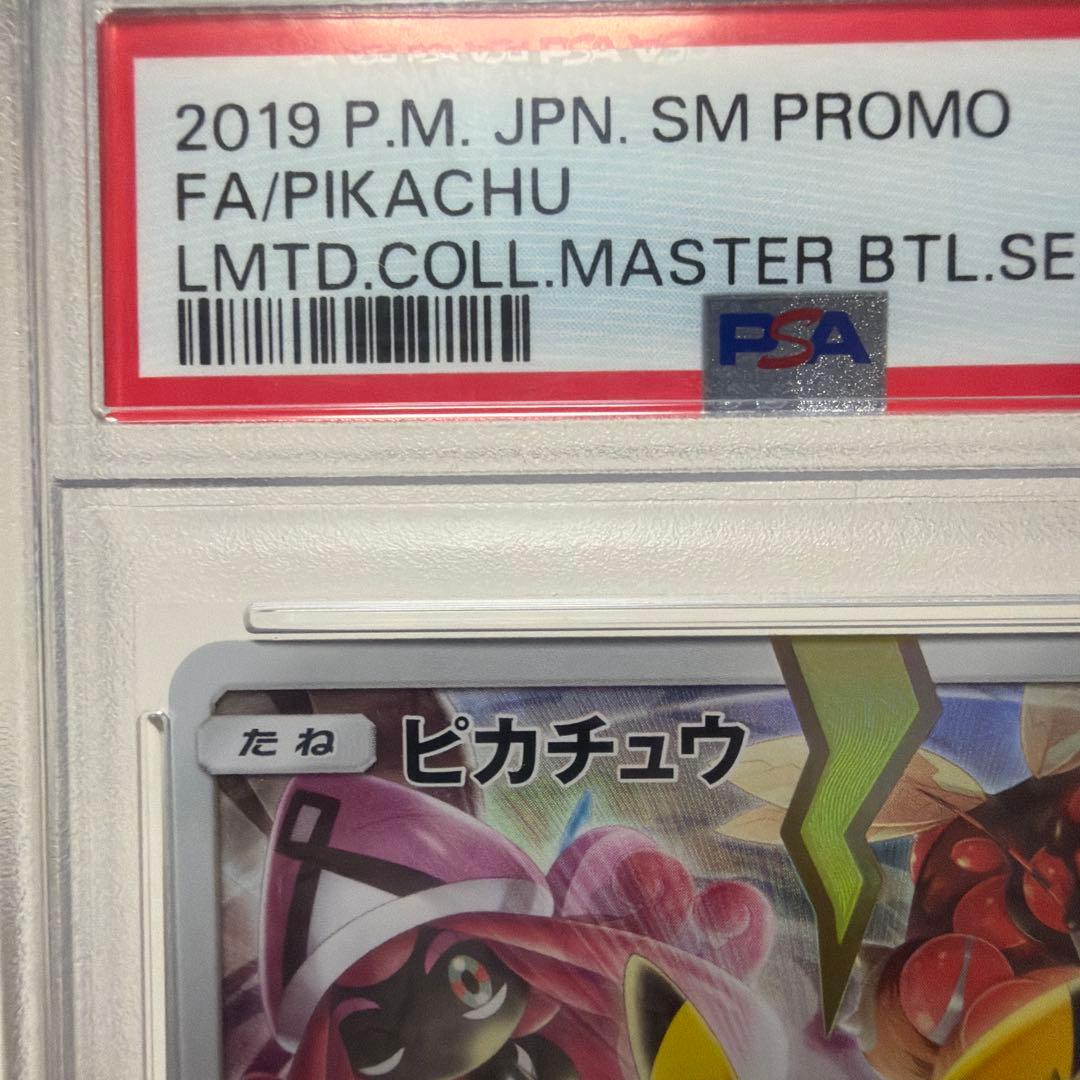 2019 P.M. JPN. SM PROMO
FA/PIKACHU
LMTD.COLL.MASTER BTL.SE
PSA
たね ピカチュウ